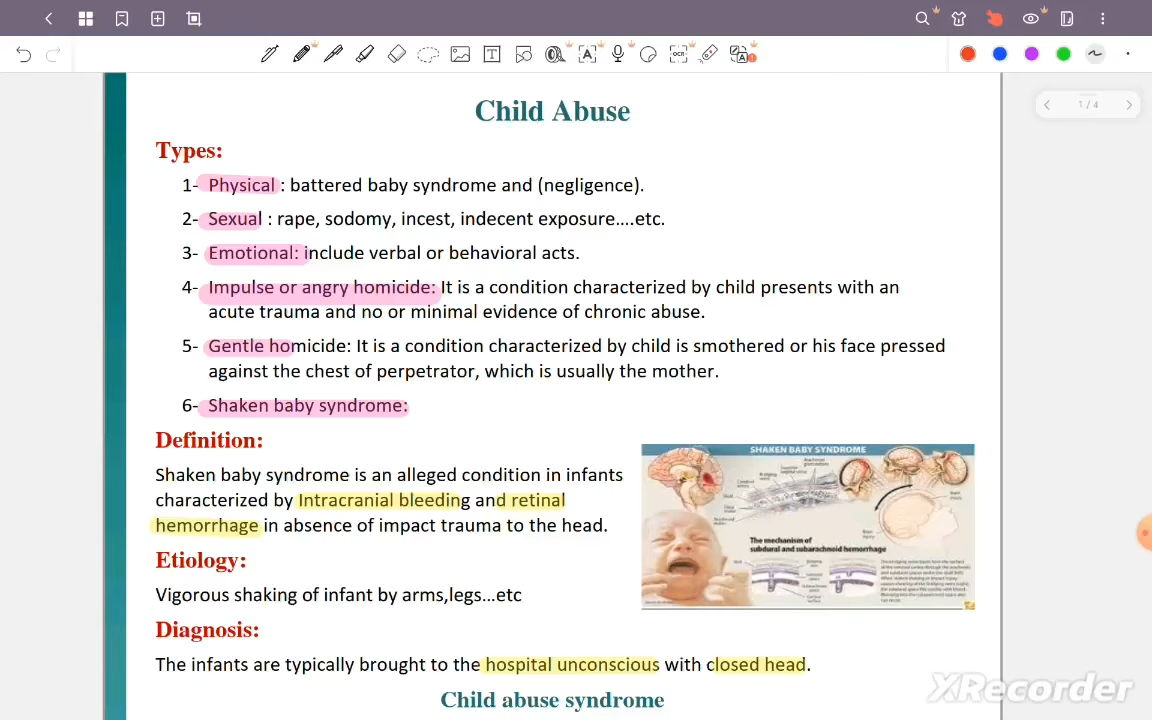 1 / 4
Child Abuse
Types:
1- Physical : battered baby syndrome and (negligence).
2- Sexual : rape, sodomy, incest, indecent exposure....etc.
3- Emotional: include verbal or behavioral acts.
4- Impulse or angry homicide: It is a condition characterized by child presents with an
acute trauma and no or minimal evidence of chronic abuse.
5- Gentle homicide: It is a condition characterized by child is smothered or his face pressed
against the chest of perpetrator, which is usually the mother.
6- Shaken baby syndrome:
Definition:
Shaken baby syndrome is an alleged condition in infants
characterized by Intracranial bleeding and retinal
hemorrhage in absence of impact trauma to the head.
SHAKEN BABY SYNDROME
The mechanism of
subdural and subarachnoid hemorrhage
Etiology:
Vigorous shaking of infant by arms,legs...etc
Diagnosis:
The infants are typically brought to the hospital unconscious with closed head.
Child abuse syndrome
XRecorder